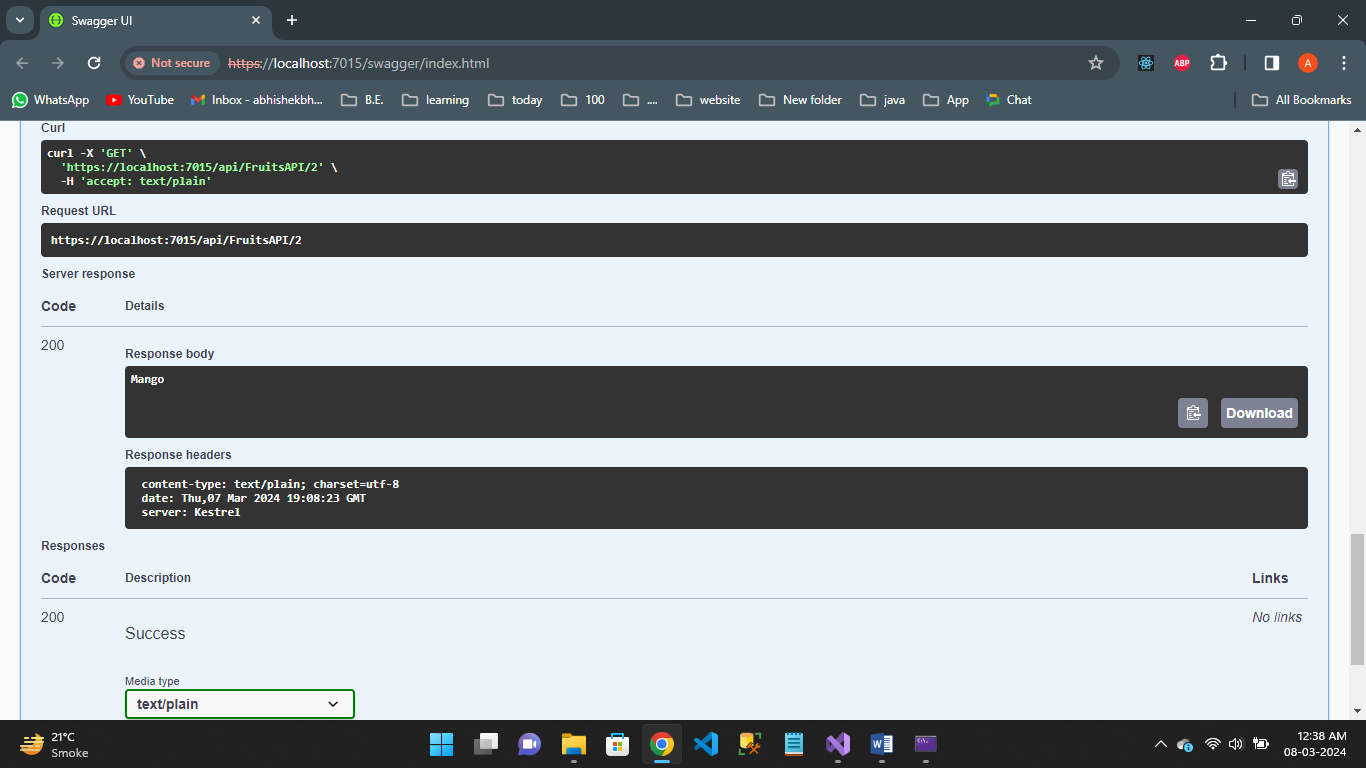 Swagger UI
Not secure
https://localhost:7015/swagger/index.html
ABP
A
WhatsApp
YouTube
Inbox - abhishekbh...
B.E.
learning
today
100
....
website
New folder
java
App
Chat
All Bookmarks
Curl
curl -X 'GET' \
'https://localhost:7015/api/FruitsAPI/2' \
-H 'accept: text/plain'
Request URL
https://localhost:7015/api/FruitsAPI/2
Server response
Code Details
200
Response body
Mango
Download
Response headers
content-type: text/plain; charset=utf-8
date: Thu,07 Mar 2024 19:08:23 GMT
server: Kestrel
Responses
Code Description Links
200 No links
Success
Media type
text/plain
21°C
Smoke
12:38 AM
08-03-2024